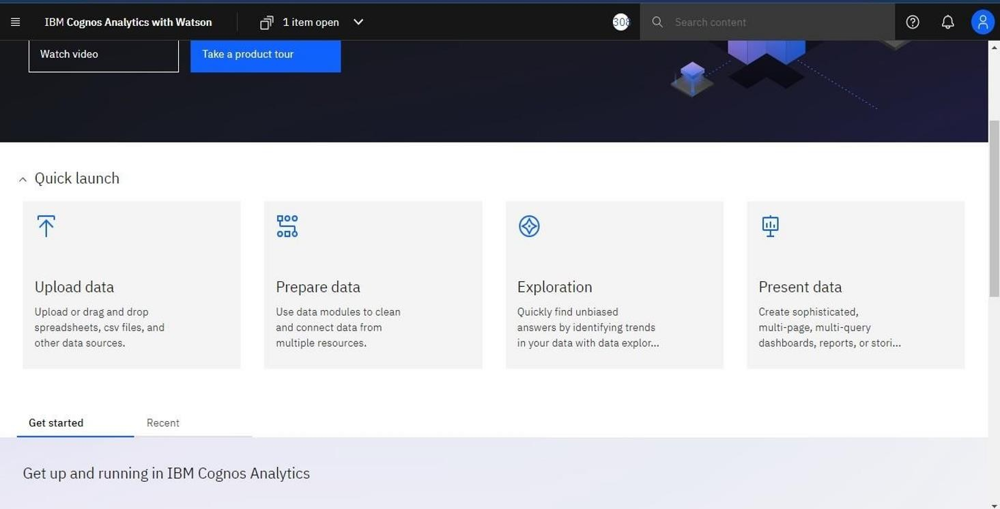 IBM Cognos Analytics with Watson
1 item open
308
Search content
Watch video
Take a product tour
Quick launch
Upload data
Upload or drag and drop
spreadsheets, csv files, and
other data sources.
Prepare data
Use data modules to clean
and connect data from
multiple resources.
Exploration
Quickly find unbiased
answers by identifying trends
in your data with data explor...
Present data
Create sophisticated,
multi-page, multi-query
dashboards, reports, or stori...
Get started
Recent
Get up and running in IBM Cognos Analytics